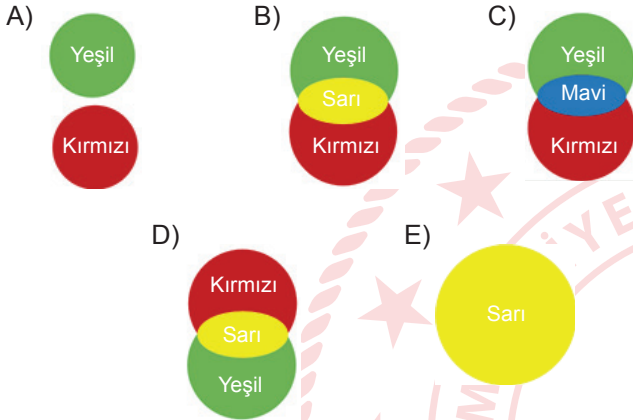 A)
Yeşil
Kırmızı
B)
Yeşil
Sarı
Kırmızı
C)
Yeşil
Mavi
Kırmızı
D)
Kırmızı
Sarı
Yeşil
E)
Sarı